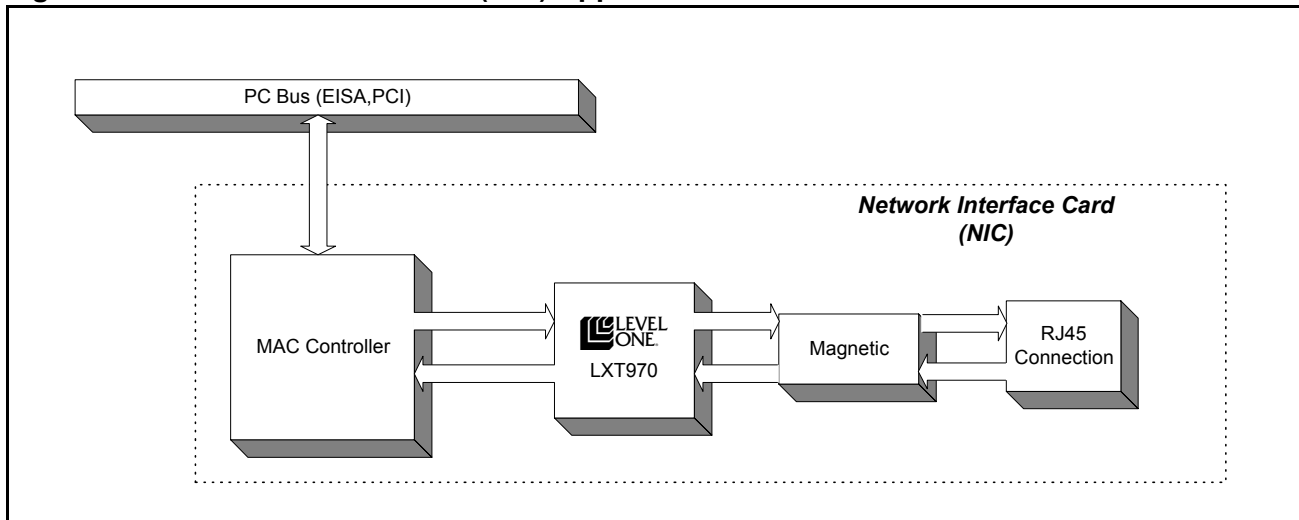 PC Bus (EISA,PCI)
Network Interface Card
(NIC)
MAC Controller
LEVEL
ONE
LXT970
Magnetic
RJ45
Connection